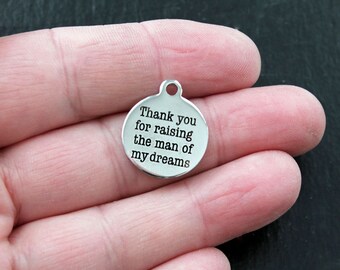 Thank you
for raising
the man of
my dreams